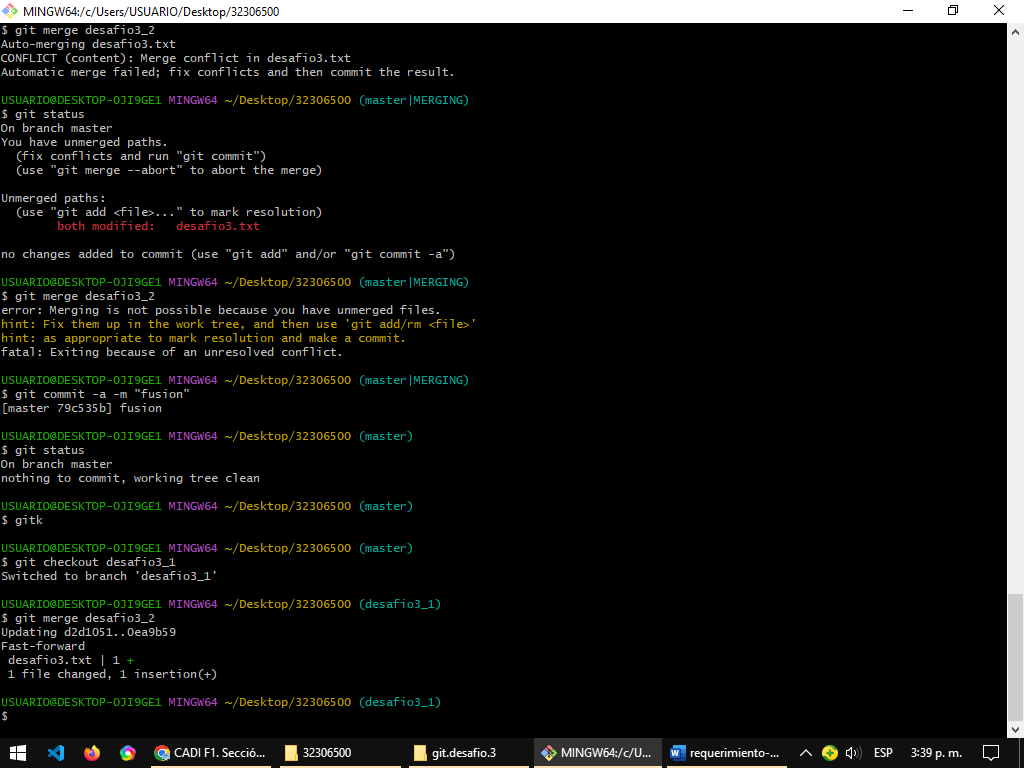 MINGW64:/c/Users/USUARIO/Desktop/32306500
$ git merge desafio3_2
Auto-merging desafio3.txt
CONFLICT (content): Merge conflict in desafio3.txt
Automatic merge failed; fix conflicts and then commit the result.
USUARIO@DESKTOP-OJI9GE1 MINGW64 ~/Desktop/32306500 (master|MERGING)
$ git status
On branch master
You have unmerged paths.
(fix conflicts and run "git commit")
(use "git merge --abort" to abort the merge)
Unmerged paths:
(use "git add <file>..." to mark resolution)
both modified: desafio3.txt
no changes added to commit (use "git add" and/or "git commit -a")
USUARIO@DESKTOP-OJI9GE1 MINGW64 ~/Desktop/32306500 (master|MERGING)
$ git merge desafio3_2
error: Merging is not possible because you have unmerged files.
hint: Fix them up in the work tree, and then use 'git add/rm <file>'
hint: as appropriate to mark resolution and make a commit.
fatal: Exiting because of an unresolved conflict.
USUARIO@DESKTOP-OJI9GE1 MINGW64 ~/Desktop/32306500 (master|MERGING)
$ git commit -a -m "fusion"
[master 79c535b] fusion
USUARIO@DESKTOP-OJI9GE1 MINGW64 ~/Desktop/32306500 (master)
$ git status
On branch master
nothing to commit, working tree clean
USUARIO@DESKTOP-OJI9GE1 MINGW64 ~/Desktop/32306500 (master)
$ gitk
USUARIO@DESKTOP-OJI9GE1 MINGW64 ~/Desktop/32306500 (master)
$ git checkout desafio3_1
Switched to branch 'desafio3_1'
USUARIO@DESKTOP-OJI9GE1 MINGW64 ~/Desktop/32306500 (desafio3_1)
$ git merge desafio3_2
Updating d2d1051..0ea9b59
Fast-forward
desafio3.txt | 1 +
1 file changed, 1 insertion(+)
USUARIO@DESKTOP-OJI9GE1 MINGW64 ~/Desktop/32306500 (desafio3_1)
$
CADI F1. Secció... 32306500 git.desafio.3 MINGW64:/c/U... requerimiento-... ESP 3:39 p. m.